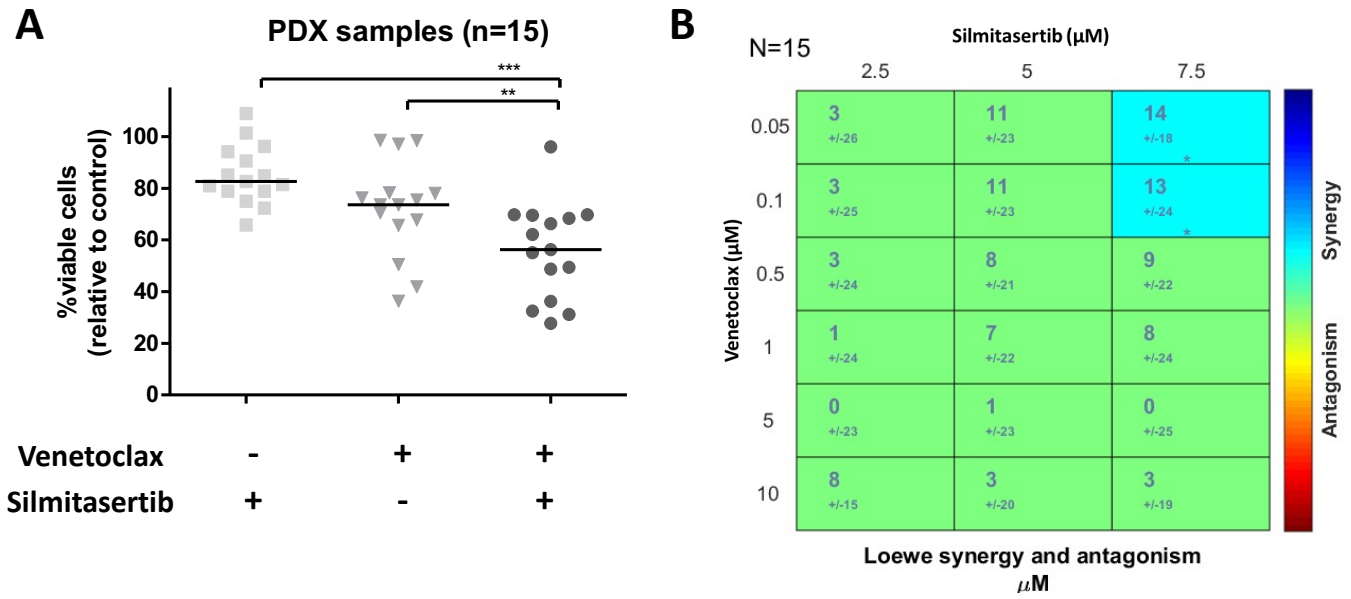 A
PDX samples (n=15)
%viable cells
(relative to control)
100
80
60
40
20
0
***
**
Venetoclax - + +
Silmitasertib + - +
B
N=15
Silmitasertib (µM)
2.5 5 7.5
Venetoclax (µM)
0.05 3 11 14
+/-26 +/-23 +/-18
*
0.1 3 11 13
+/-25 +/-23 +/-24
*
0.5 3 8 9
+/-24 +/-21 +/-22
1 1 7 8
+/-24 +/-22 +/-24
5 0 1 0
+/-23 +/-23 +/-25
10 8 3 3
+/-15 +/-20 +/-19
Synergy
Antagonism
Loewe synergy and antagonism
µM